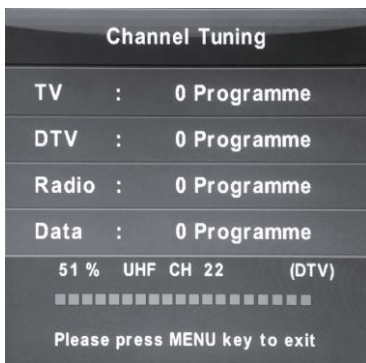 Channel Tuning
TV : 0 Programme
DTV : 0 Programme
Radio : 0 Programme
Data : 0 Programme
51 % UHF CH 22 (DTV)
Please press MENU key to exit